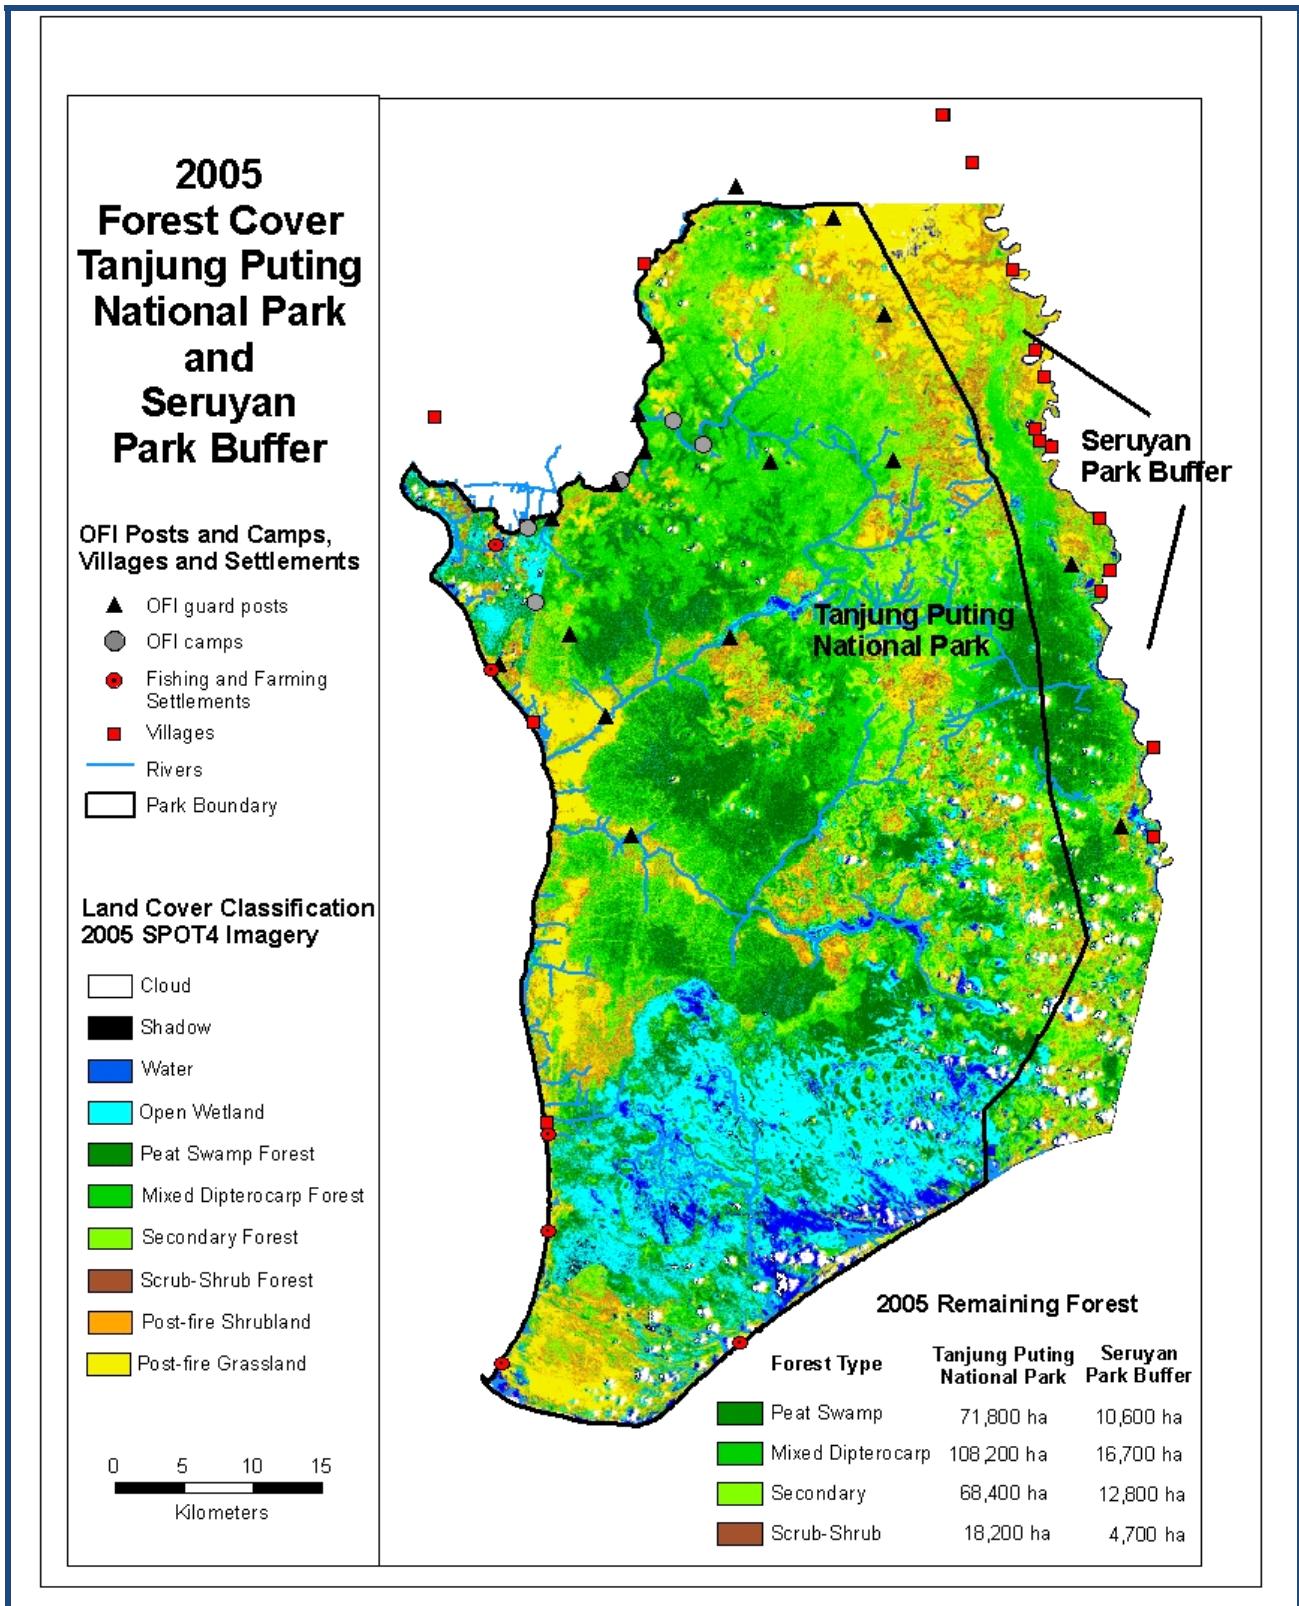 2005
Forest Cover
Tanjung Puting
National Park
and
Seruyan
Park Buffer
OFI Posts and Camps,
Villages and Settlements
OFI guard posts
OFI camps
Fishing and Farming
Settlements
Villages
Rivers
Park Boundary
Land Cover Classification
2005 SPOT4 Imagery
Cloud
Shadow
Water
Open Wetland
Peat Swamp Forest
Mixed Dipterocarp Forest
Secondary Forest
Scrub-Shrub Forest
Post-fire Shrubland
Post-fire Grassland
0 5 10 15
Kilometers
Seruyan
Park Buffer
Tanjung Puting
National Park
2005 Remaining Forest
Forest Type
Tanjung Puting
National Park
Seruyan
Park Buffer
Peat Swamp 71,800 ha 10,600 ha
Mixed Dipterocarp 108,200 ha 16,700 ha
Secondary 68,400 ha 12,800 ha
Scrub-Shrub 18,200 ha 4,700 ha